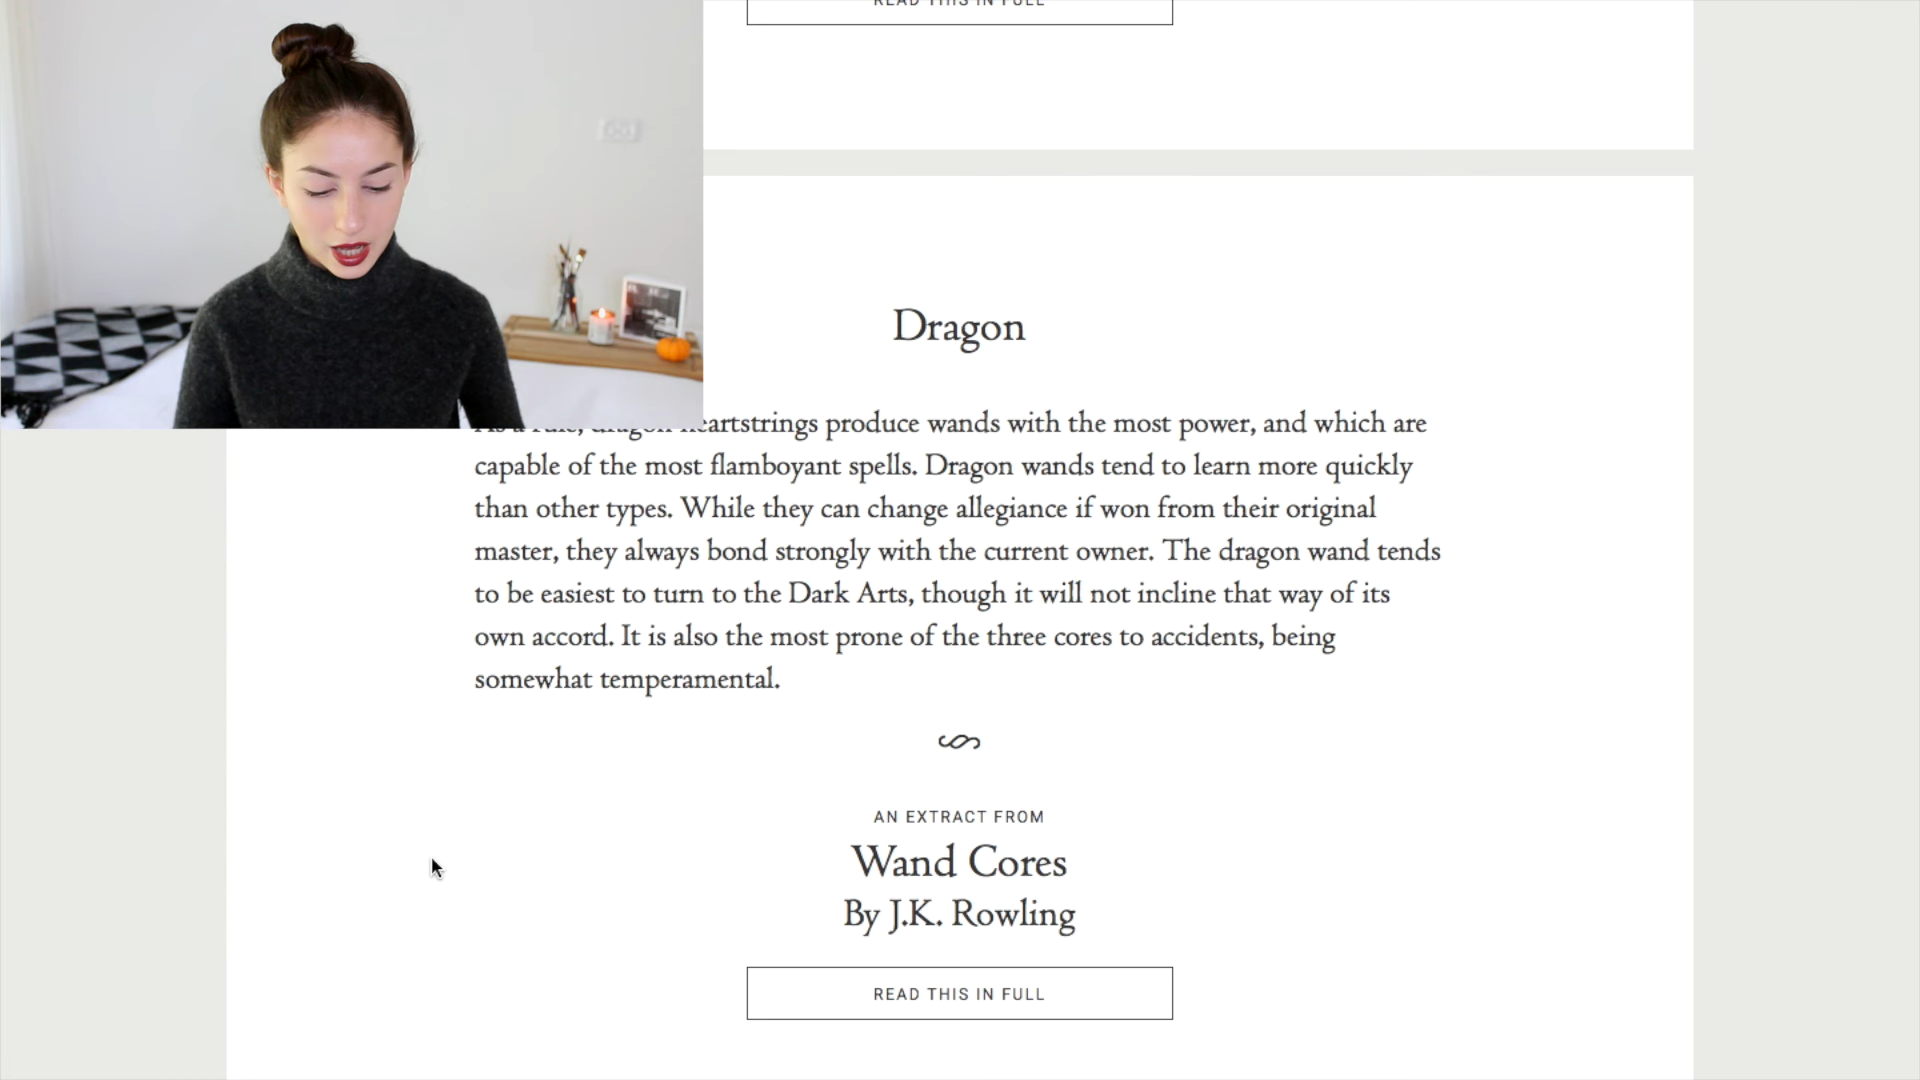 READ THIS IN FULL
Dragon
As a rule, dragon heartstrings produce wands with the most power, and which are
capable of the most flamboyant spells. Dragon wands tend to learn more quickly
than other types. While they can change allegiance if won from their original
master, they always bond strongly with the current owner. The dragon wand tends
to be easiest to turn to the Dark Arts, though it will not incline that way of its
own accord. It is also the most prone of the three cores to accidents, being
somewhat temperamental.
AN EXTRACT FROM
Wand Cores
By J.K. Rowling
READ THIS IN FULL